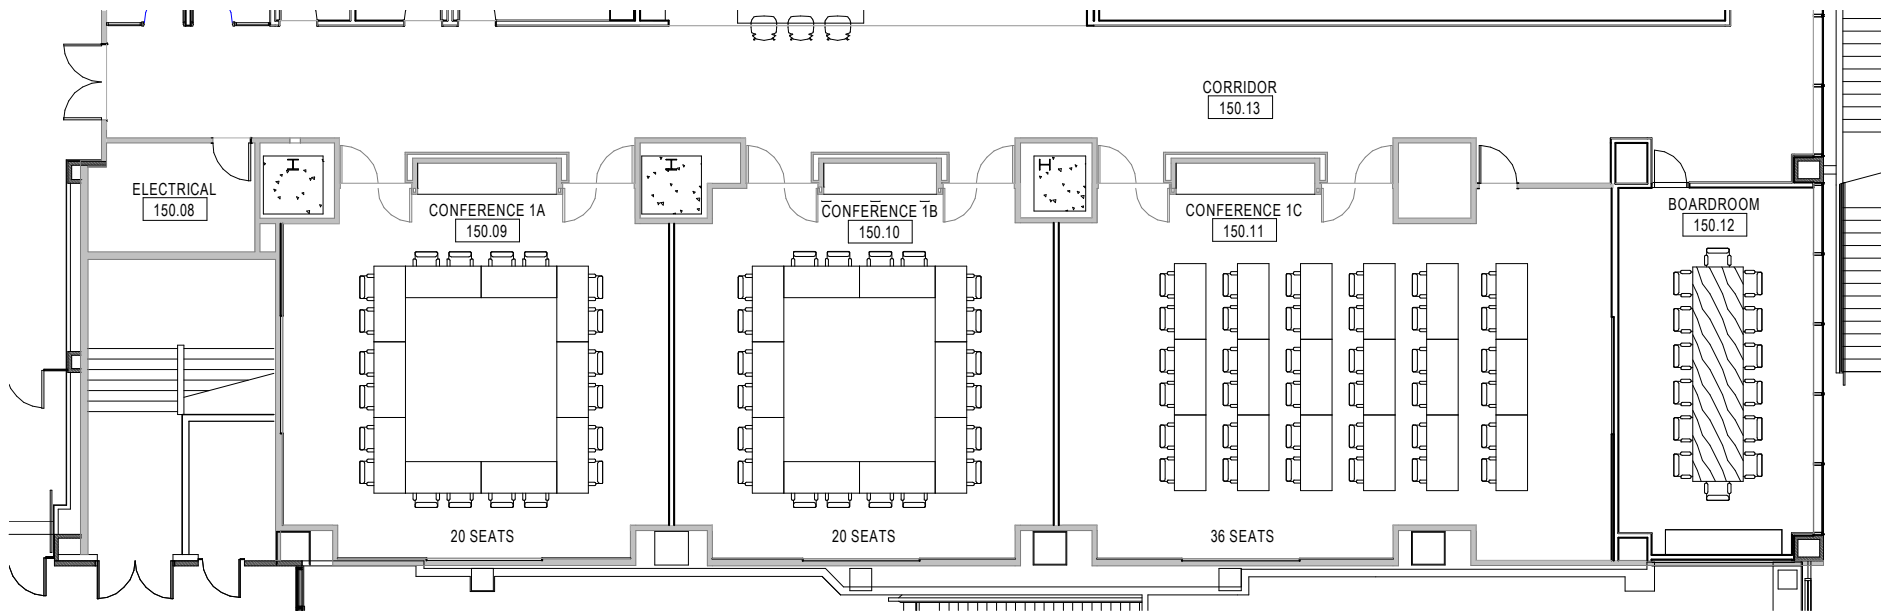 CORRIDOR
150.13
ELECTRICAL
150.08
CONFERENCE 1A
150.09
CONFERENCE 1B
150.10
CONFERENCE 1C
150.11
BOARDROOM
150.12
20 SEATS
20 SEATS
36 SEATS